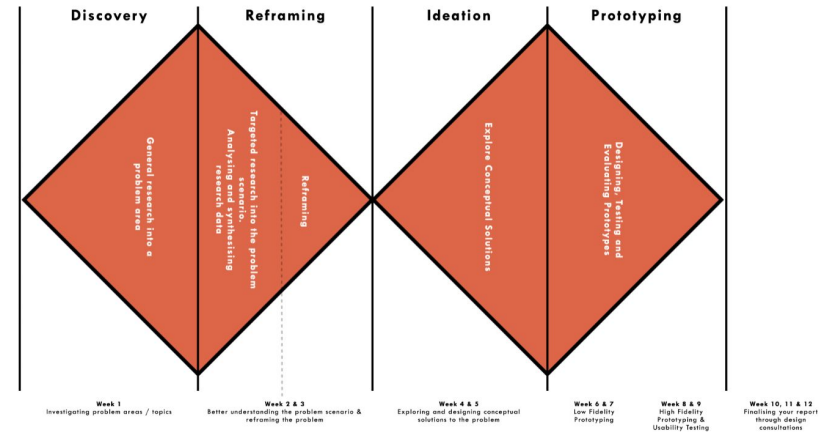 Discovery
Reframing
Ideation
Prototyping
General research into a
problem area
Targeted research into the problem
scenario.
Analysing and synthesising
research data
Reframing
Explore Conceptual Solutions
Designing, Testing and
Evaluating Prototypes
Week 1
Investigating problem areas / topics
Week 2 & 3
Better understanding the problem scenario &
reframing the problem
Week 4 & 5
Exploring and designing conceptual
solutions to the problem
Week 6 & 7
Low Fidelity
Prototyping
Week 8 & 9
High Fidelity
Prototyping &
Usability Testing
Week 10, 11 & 12
Finalising your report
through design
consultations